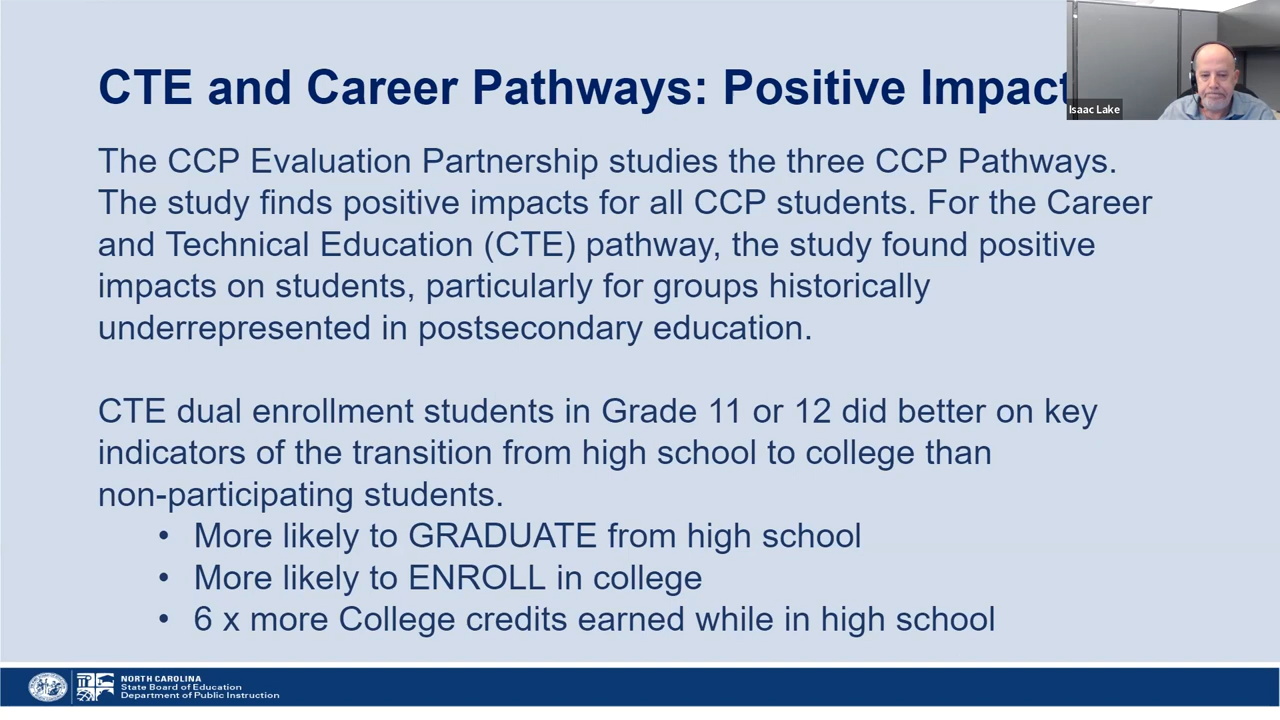 CTE and Career Pathways: Positive Impact
Isaac Lake
The CCP Evaluation Partnership studies the three CCP Pathways.
The study finds positive impacts for all CCP students. For the Career
and Technical Education (CTE) pathway, the study found positive
impacts on students, particularly for groups historically
underrepresented in postsecondary education.
CTE dual enrollment students in Grade 11 or 12 did better on key
indicators of the transition from high school to college than
non-participating students.
• More likely to GRADUATE from high school
• More likely to ENROLL in college
• 6 x more College credits earned while in high school
NORTH CAROLINA
State Board of Education
Department of Public Instruction